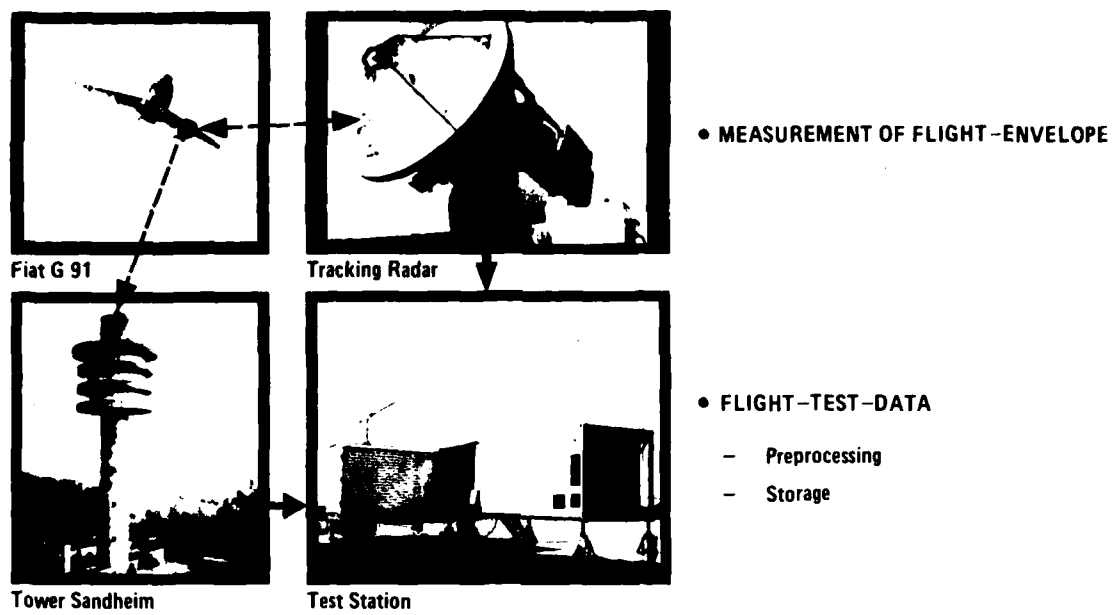 • MEASUREMENT OF FLIGHT-ENVELOPE
Fiat G 91
Tracking Radar
• FLIGHT-TEST-DATA
– Preprocessing
– Storage
Tower Sandheim
Test Station